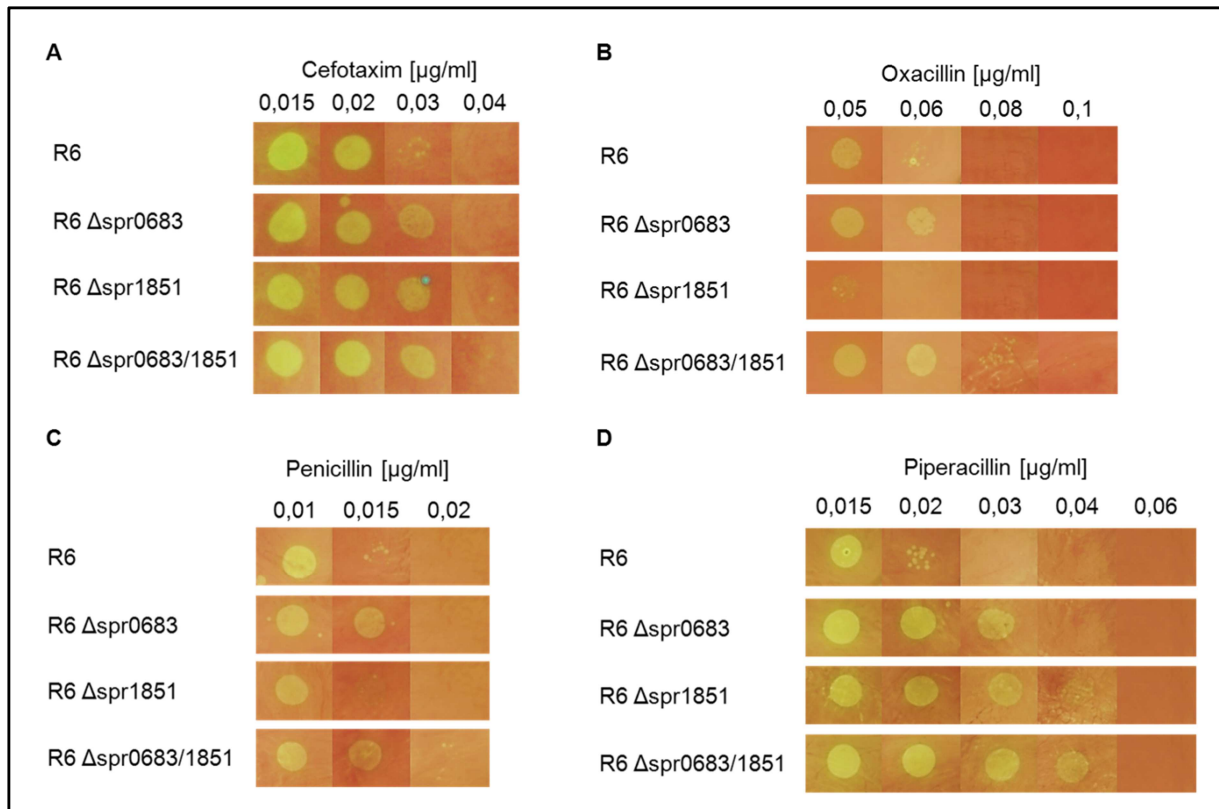 A
Cefotaxim [µg/ml]
0,015 0,02 0,03 0,04
R6
R6 Δspr0683
R6 Δspr1851
R6 Δspr0683/1851
B
Oxacillin [µg/ml]
0,05 0,06 0,08 0,1
R6
R6 Δspr0683
R6 Δspr1851
R6 Δspr0683/1851
C
Penicillin [µg/ml]
0,01 0,015 0,02
R6
R6 Δspr0683
R6 Δspr1851
R6 Δspr0683/1851
D
Piperacillin [µg/ml]
0,015 0,02 0,03 0,04 0,06
R6
R6 Δspr0683
R6 Δspr1851
R6 Δspr0683/1851